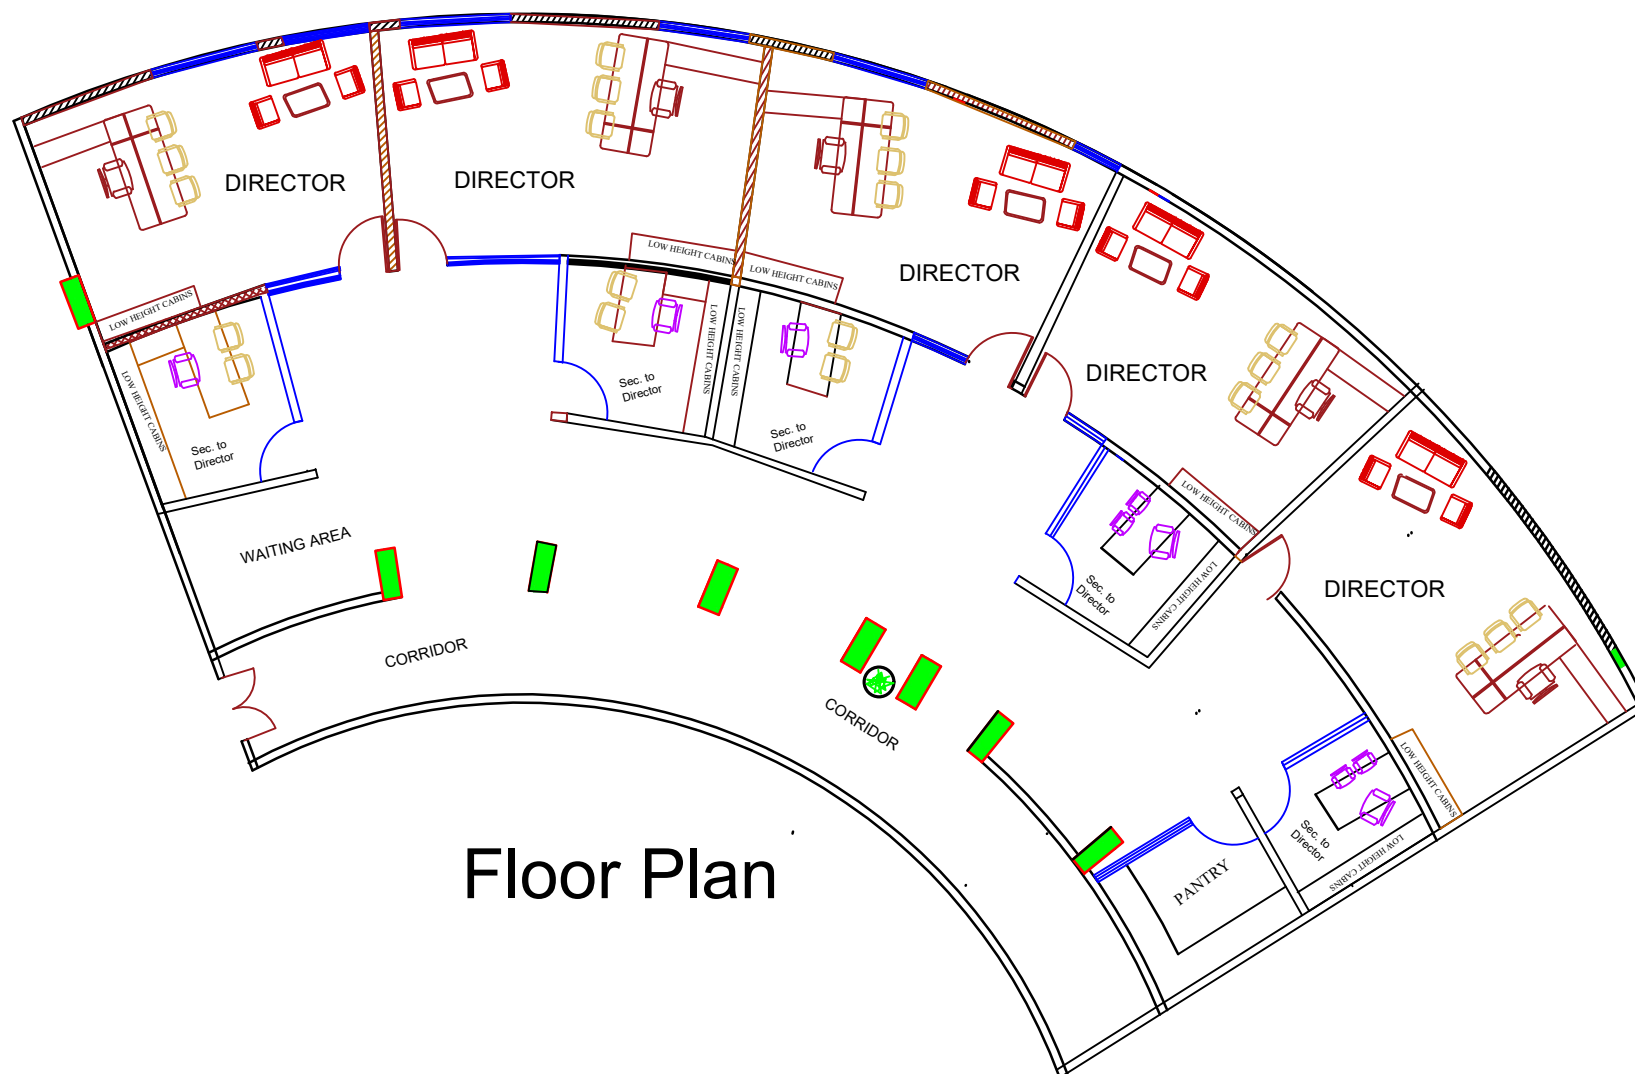 DIRECTOR
DIRECTOR
DIRECTOR
DIRECTOR
DIRECTOR
LOW HEIGHT CABINS
LOW HEIGHT CABINS
LOW HEIGHT CABINS
LOW HEIGHT CABINS
LOW HEIGHT CABINS
LOW HEIGHT CABINS
Sec. to
Director
Sec. to
Director
Sec. to
Director
LOW HEIGHT CABINS
LOW HEIGHT CABINS
Sec. to
Director
WAITING AREA
CORRIDOR
CORRIDOR
LOW HEIGHT CABINS
Sec. to
Director
LOW HEIGHT CABINS
PANTRY
Floor Plan